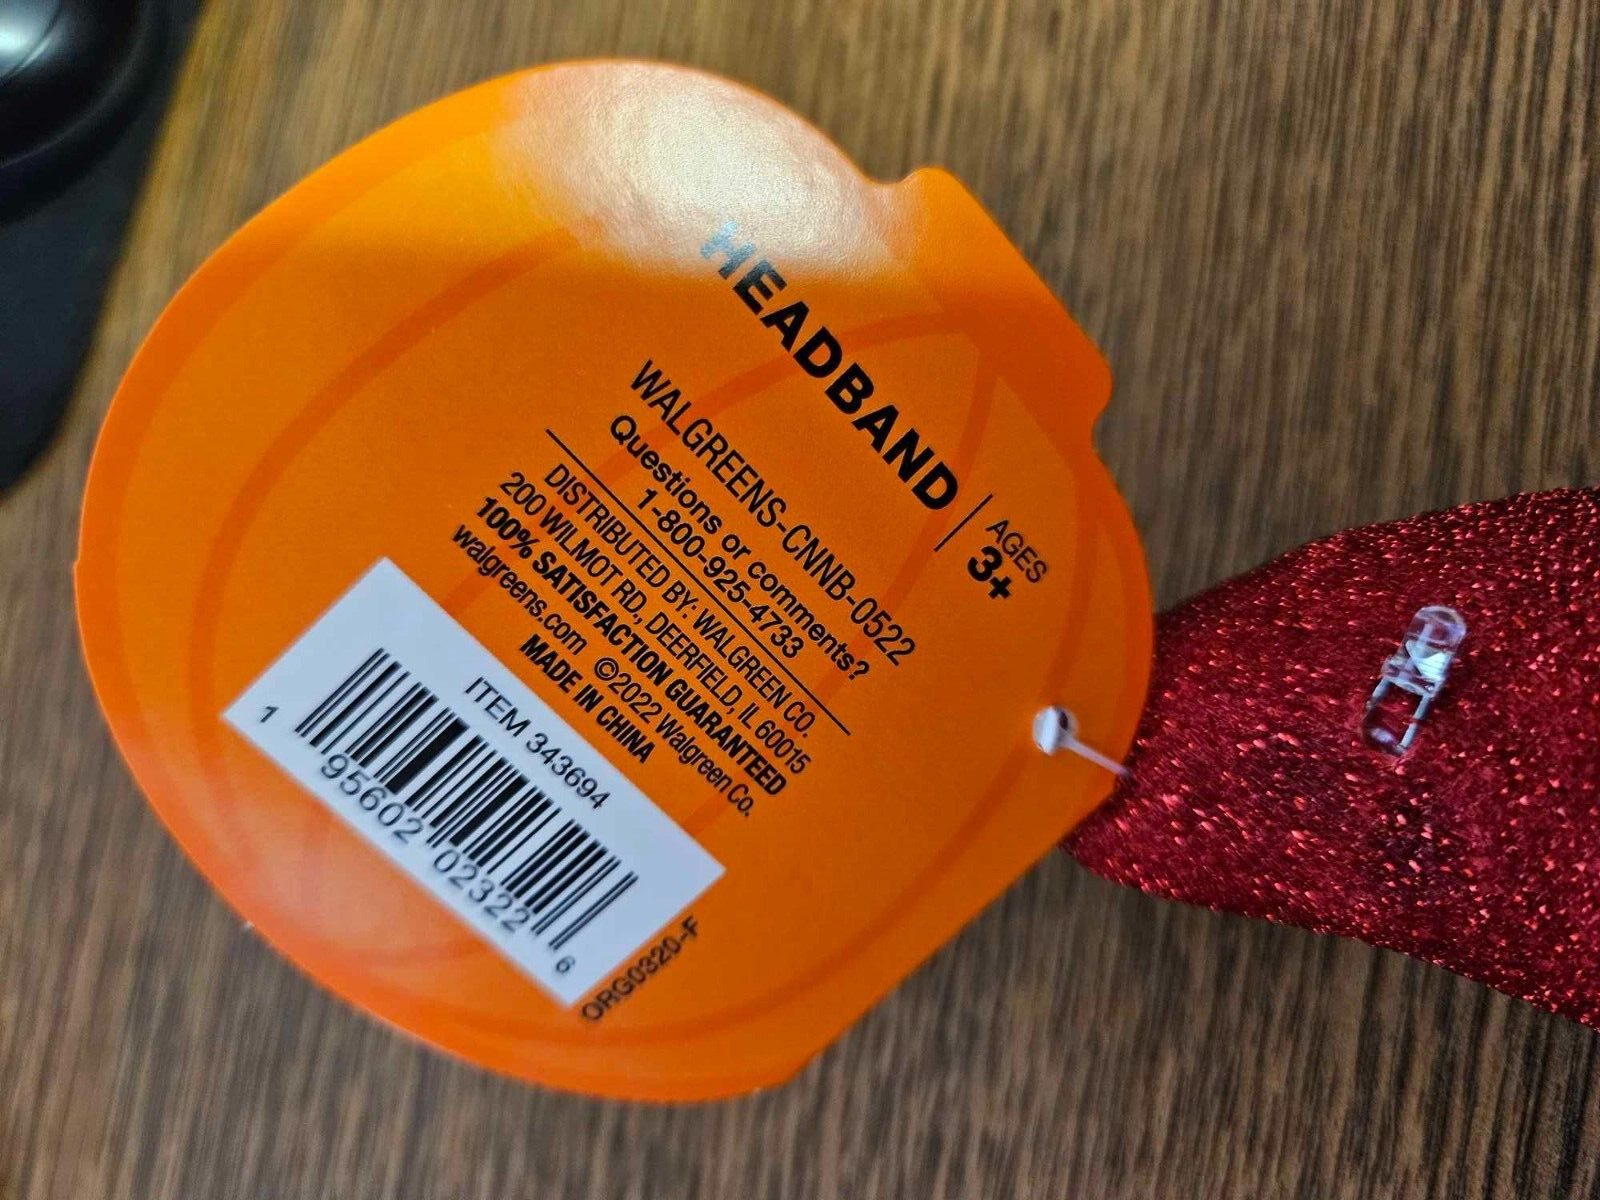 HEADBAND
AGES
3+
WALGREENS-CNNB-0522
Questions or comments?
1-800-925-4733
DISTRIBUTED BY: WALGREEN CO.
200 WILMOT RD., DEERFIELD, IL 60015
100% SATISFACTION GUARANTEED
walgreens.com ©2022 Walgreen Co.
MADE IN CHINA
ITEM 343694
1 95602 02322 6
ORG0320-F